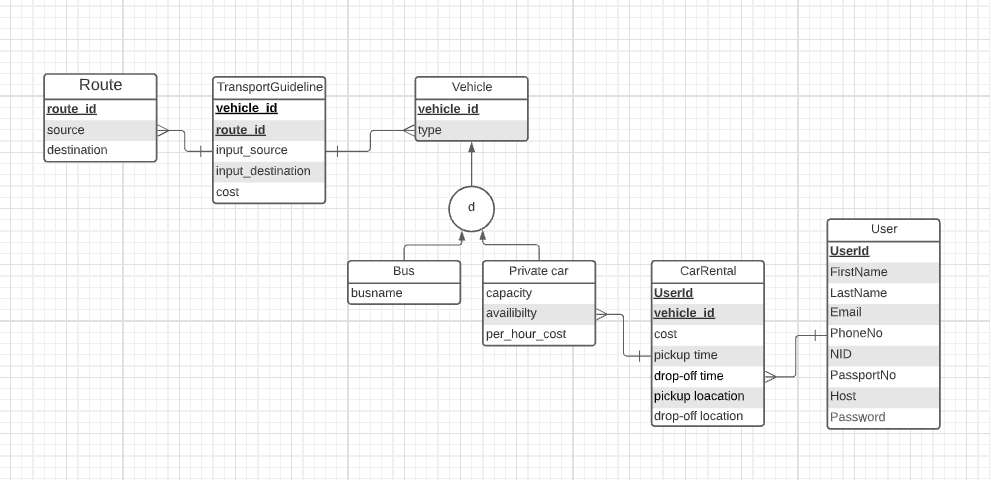 Route
route_id
source
destination
TransportGuideline
vehicle_id
route_id
input_source
input_destination
cost
Vehicle
vehicle_id
type
d
Bus
busname
Private car
capacity
availibilty
per_hour_cost
CarRental
UserId
vehicle_id
cost
pickup time
drop-off time
pickup loacation
drop-off location
User
UserId
FirstName
LastName
Email
PhoneNo
NID
PassportNo
Host
Password